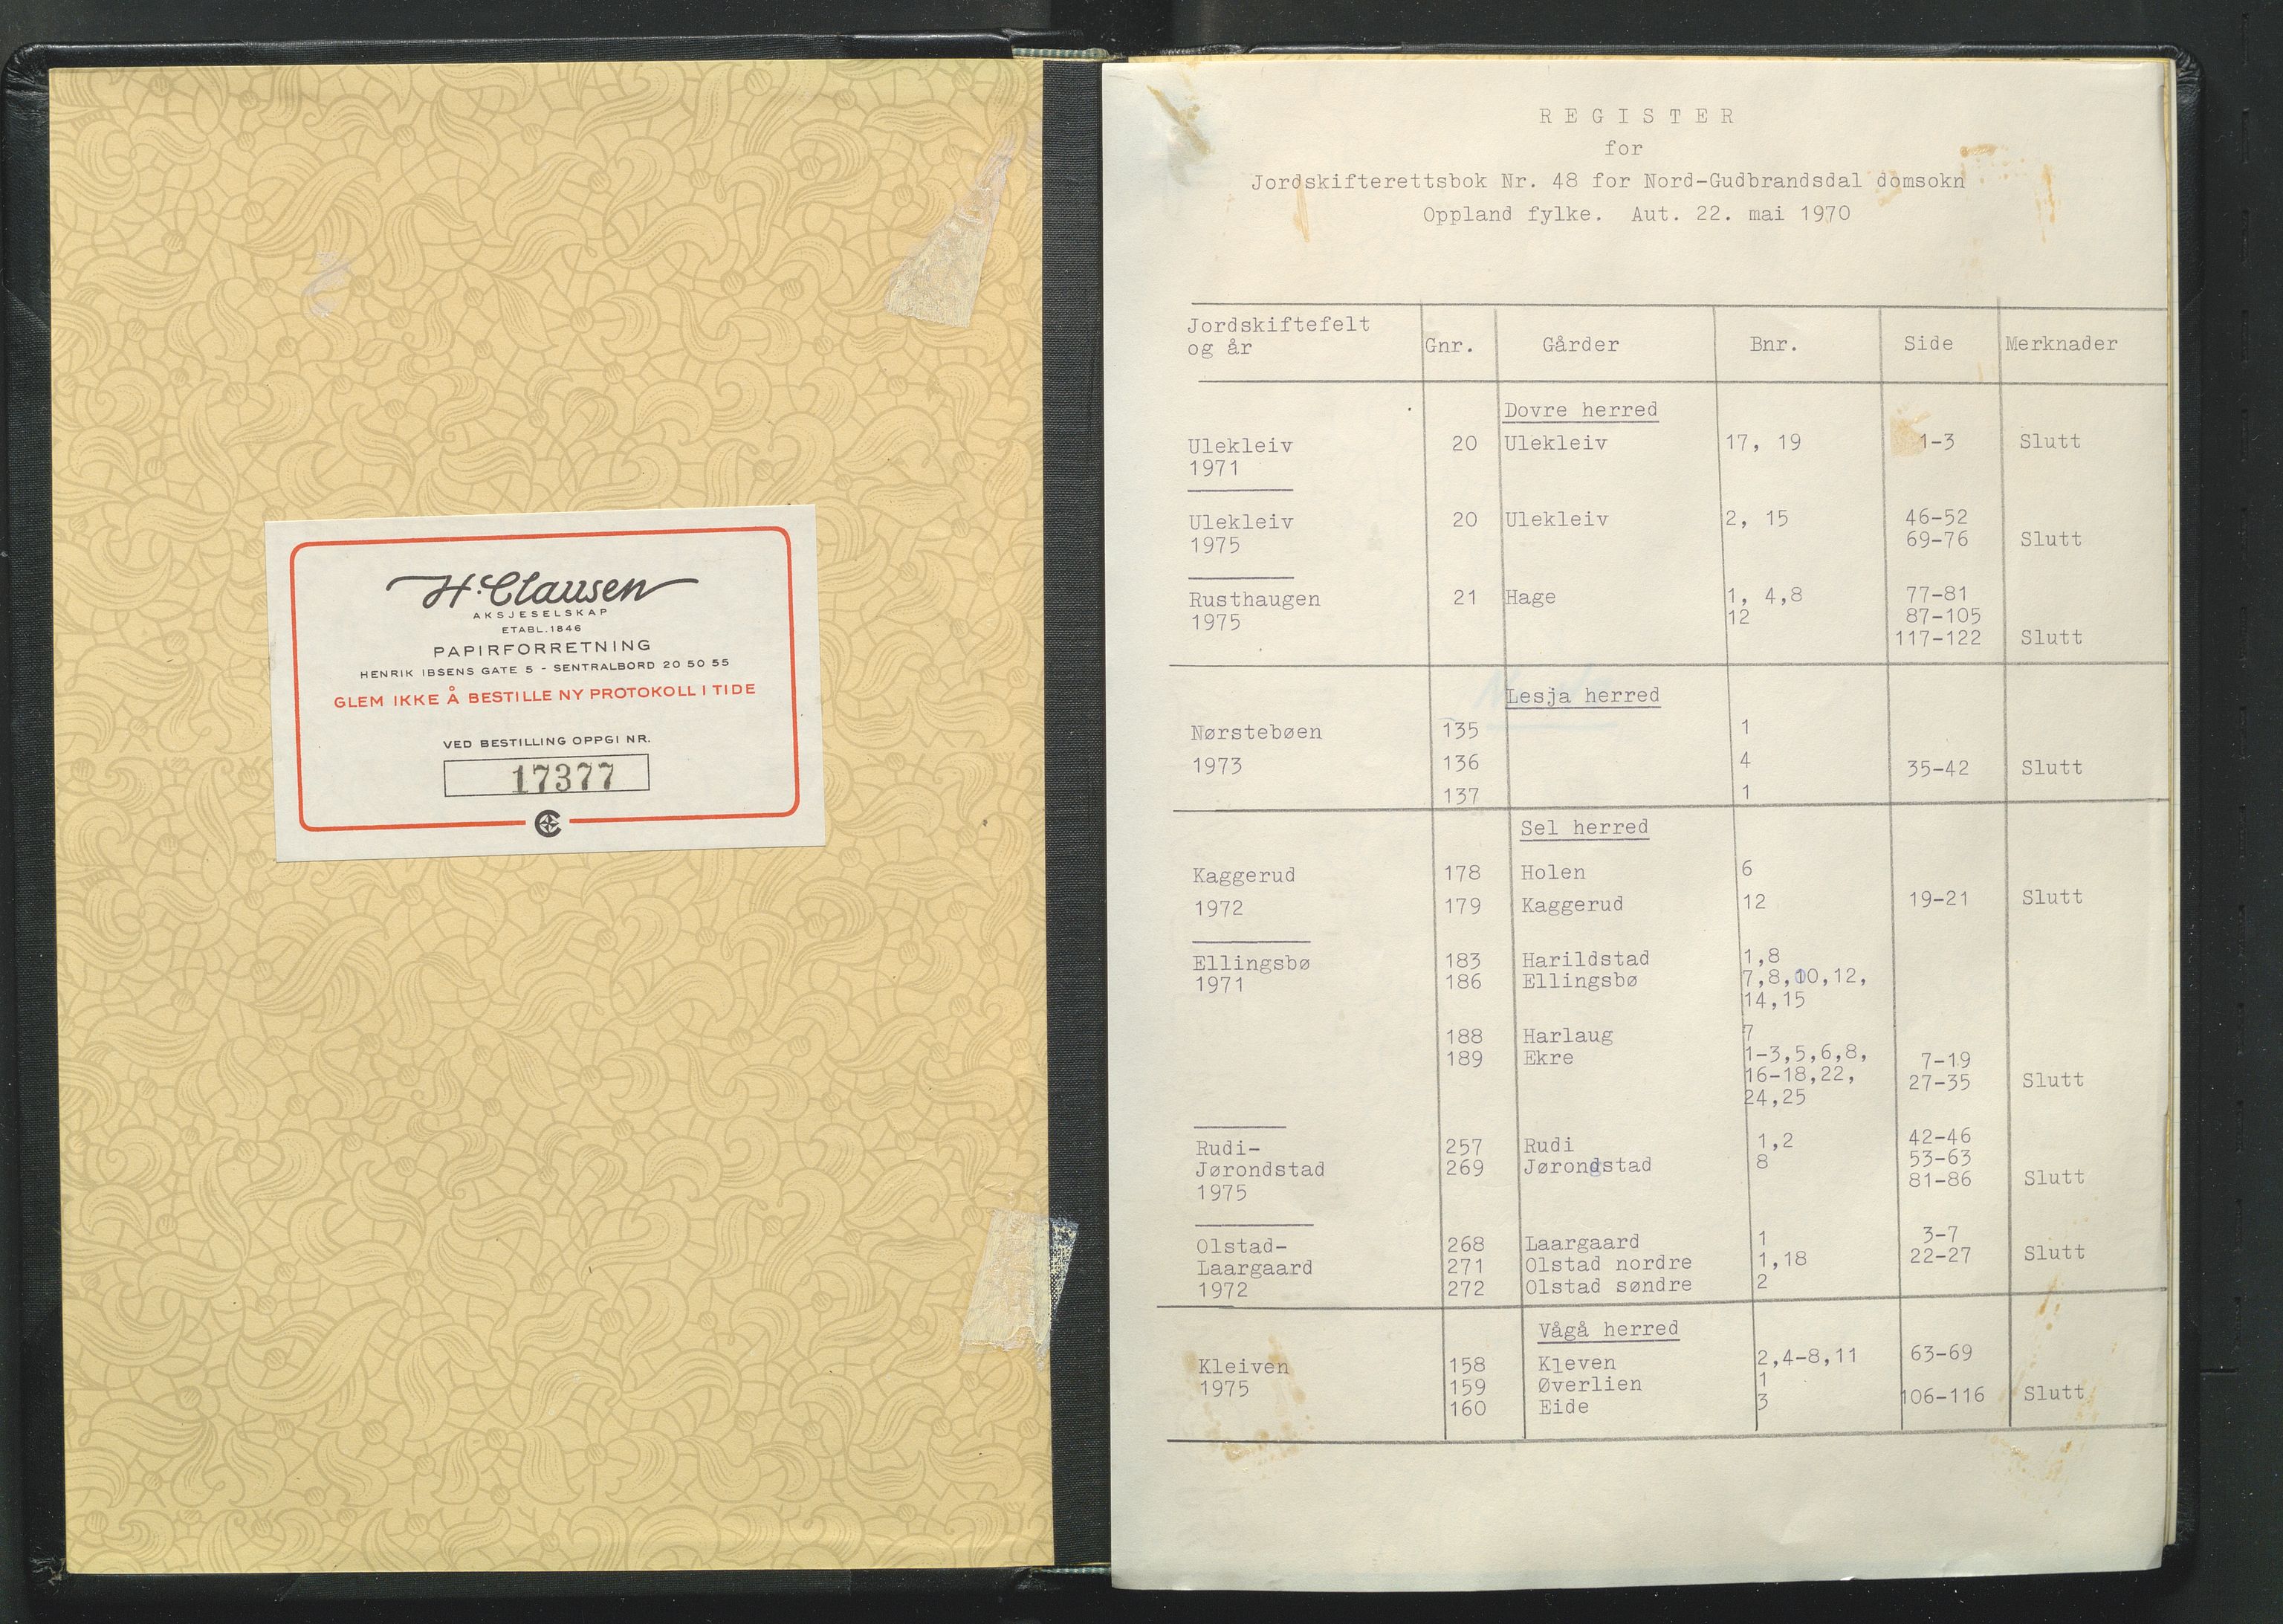 H. Clausen
AKSJESELSKAP
ETABL. 1846
PAPIRFORRETNING
HENRIK IBSENS GATE 5 - SENTRALBORD 20 50 55
GLEM IKKE Å BESTILLE NY PROTOKOLL I TIDE
VED BESTILLING OPPGI NR.
17377
REGISTER
for
Jordskifterettsbok Nr. 48 for Nord-Gudbrandsdal domsokn
Oppland fylke. Aut. 22. mai 1970
Jordskiftefelt
og år Gnr. Gårder Bnr. Side Merknader
Dovre herred
Ulekleiv 20 Ulekleiv 17, 19 1-3 Slutt
1971
Ulekleiv 20 Ulekleiv 2, 15 46-52
1975 69-76 Slutt
Rusthaugen 21 Hage 1, 4,8 77-81
1975 12 87-105
117-122 Slutt
Lesja herred
Nørstebøen 135 1
1973 136 4 35-42 Slutt
137 1
Sel herred
Kaggerud 178 Holen 6
1972 179 Kaggerud 12 19-21 Slutt
Ellingsbø 183 Harildstad 1,8
1971 186 Ellingsbø 7,8,10,12,
14,15
188 Harlaug 7
189 Ekre 1-3,5,6,8, 7-19
16-18,22, 27-35 Slutt
24,25
Rudi- 257 Rudi 1,2 42-46
Jørondstad 269 Jørondstad 8 53-63
1975 81-86 Slutt
Olstad- 268 Laargaard 1 3-7
Laargaard 271 Olstad nordre 1,18 22-27 Slutt
1972 272 Olstad søndre 2
Vågå herred
Kleiven 158 Kleven 2,4-8,11 63-69
1975 159 Øverlien 1
160 Eide 3 106-116 Slutt